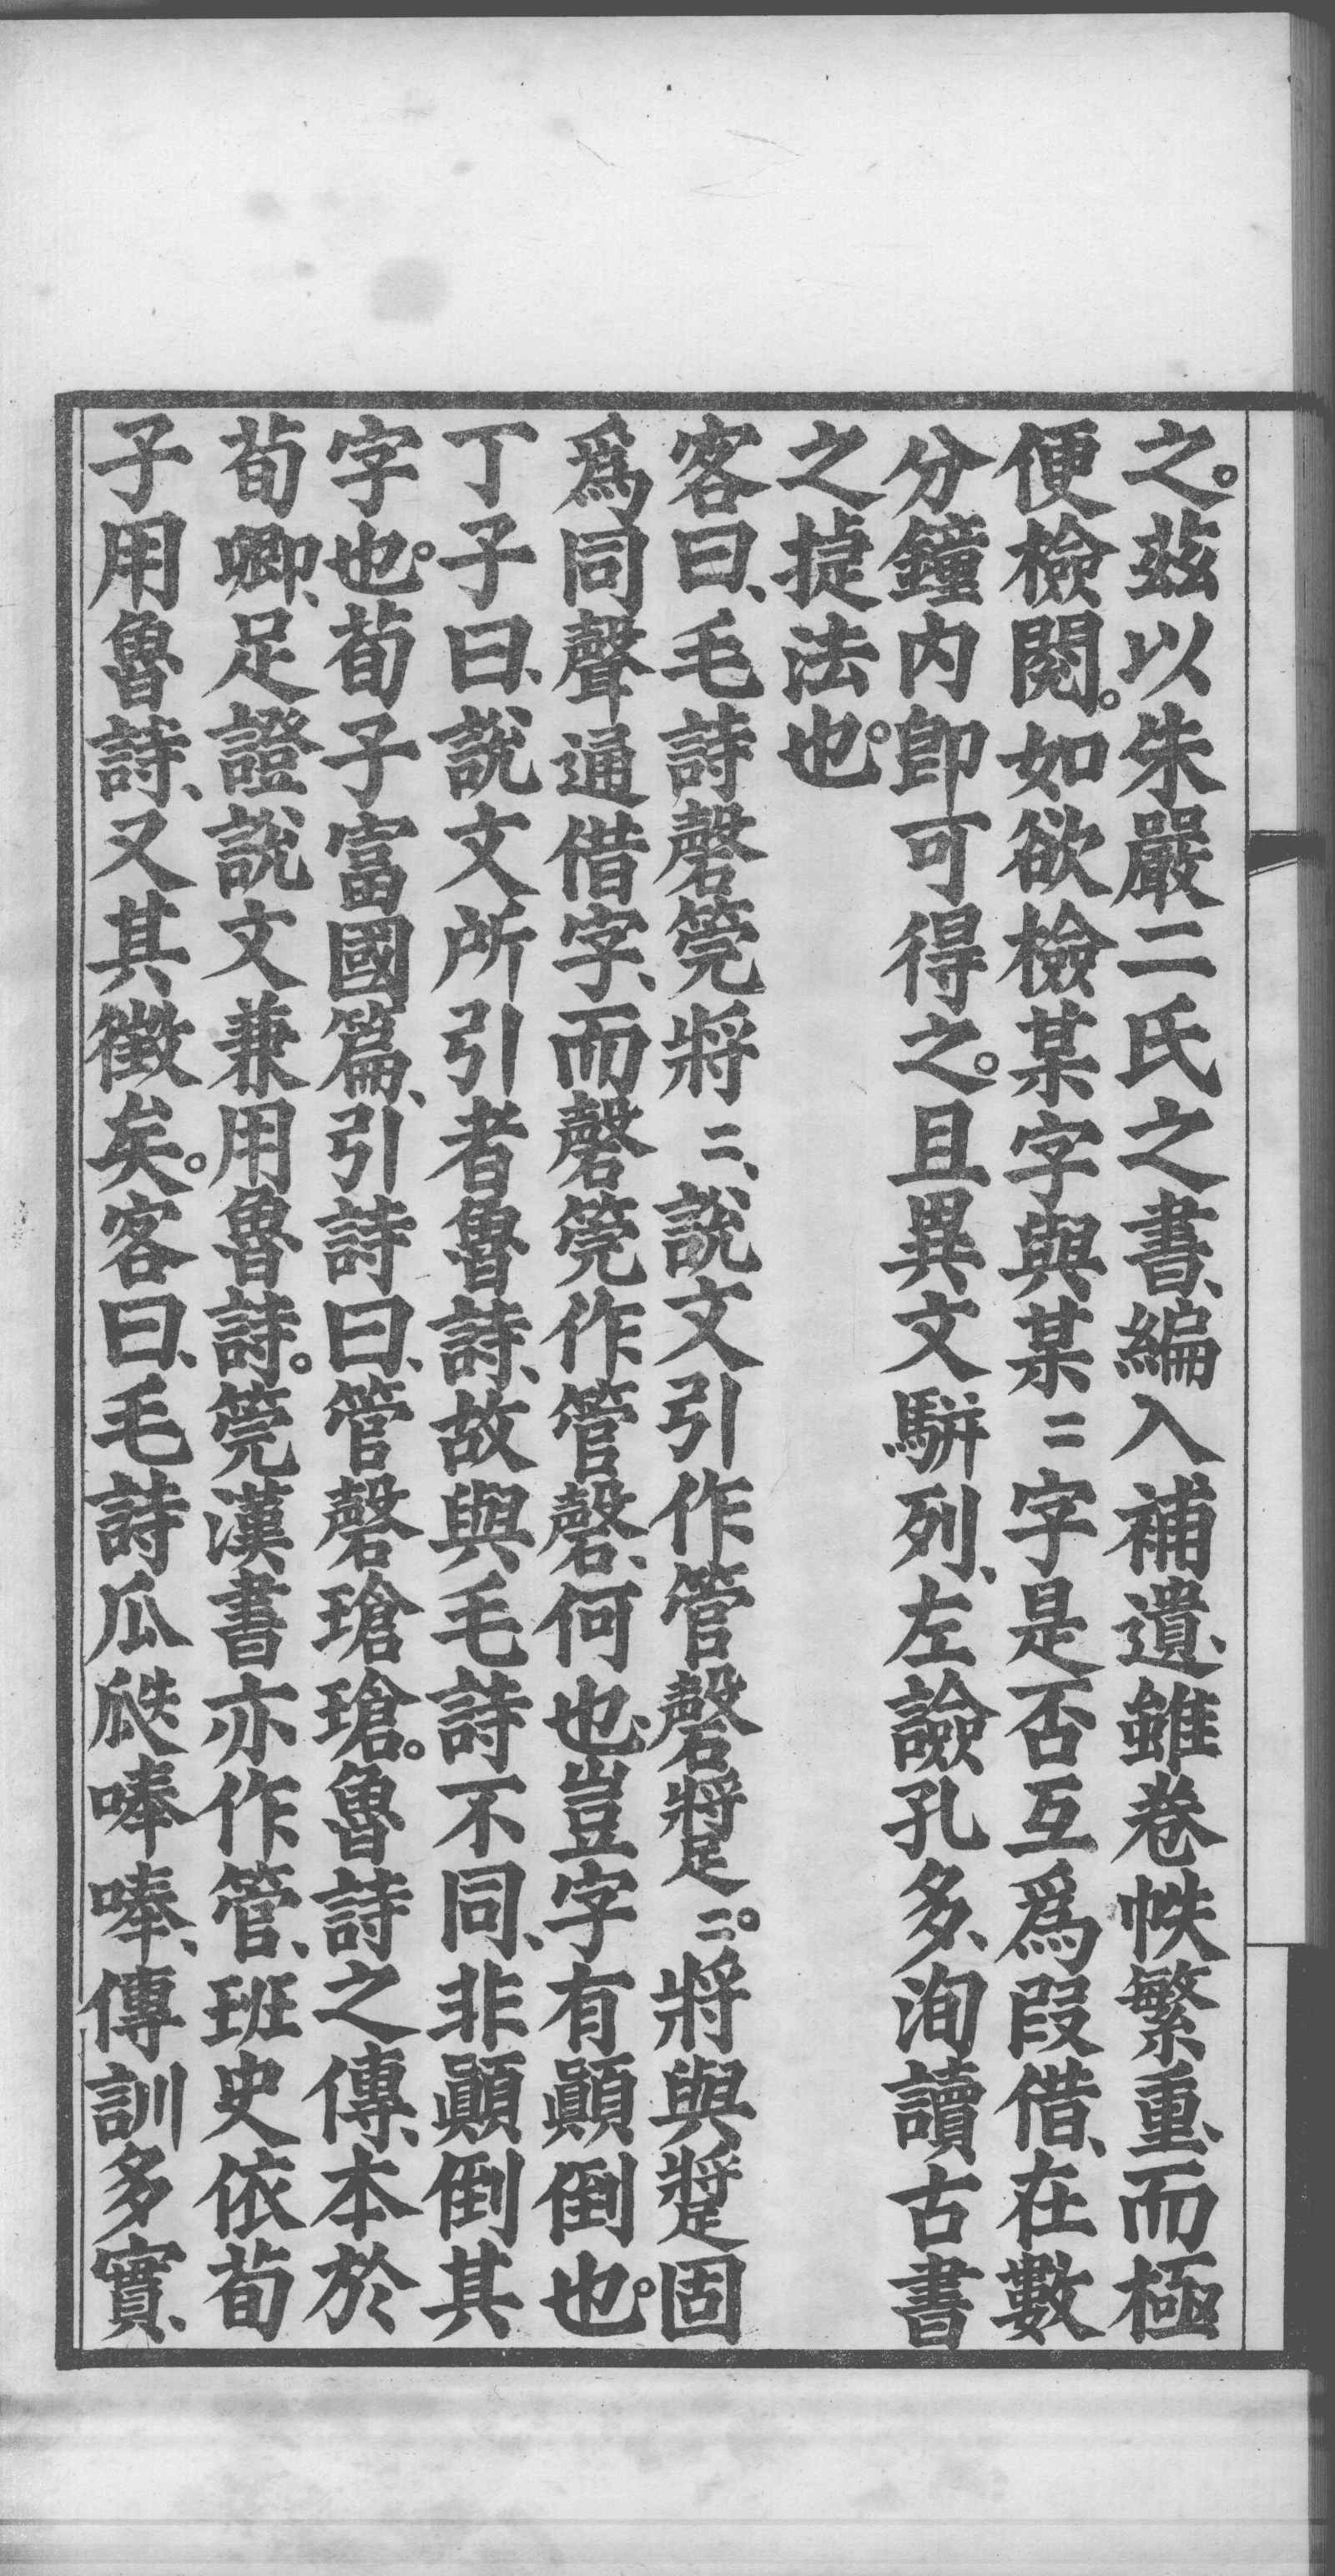 之。茲以朱嚴二氏之書、編入補遺、雖卷帙繁重、而極
便檢閱。如欲檢某字與某〻字是否互爲叚借、在數
分鐘內卽可得之。且異文駢列、左譣孔多、洵讀古書
之捷法也。
客曰、毛詩磬筦將〻、說文引作管磬𨄚〻。將與𨄚固
爲同聲通借字、而磬筦作管磬、何也、豈字有顚倒也。
丁子曰、說文所引者魯詩、故與毛詩不同、非顚倒其
字也。荀子富國篇、引詩曰、管磬瑲瑲。魯詩之傳、本於
荀卿、足證說文兼用魯詩。筦漢書亦作管、班史依荀
子用魯詩、又其徵矣。客曰、毛詩瓜瓞唪唪、傳訓多實、